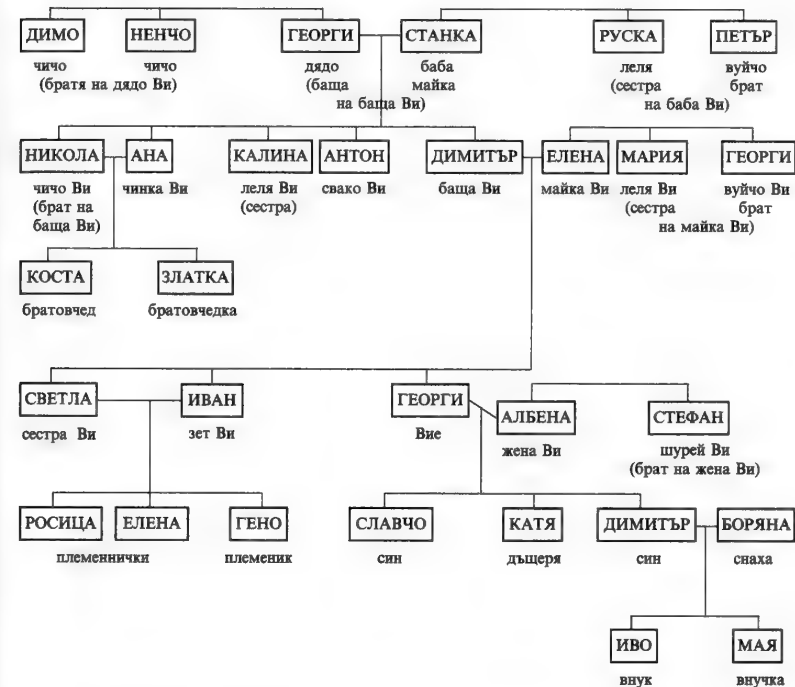 ДИМО НЕНЧО ГЕОРГИ СТАНКА РУСКА ПЕТЪР
чичо чичо дядо баба леля вуйчо
(братя на дядо Ви) (баща майка (сестра брат
на баща Ви) на баба Ви)
НИКОЛА АНА КАЛИНА АНТОН ДИМИТЪР ЕЛЕНА МАРИЯ ГЕОРГИ
чичо Ви чинка Ви леля Ви свако Ви баща Ви майка Ви леля Ви вуйчо Ви
(брат на (сестра) (сестра брат
баща Ви) на майка Ви)
КОСТА ЗЛАТКА
братовчед братовчедка
СВЕТЛА ИВАН ГЕОРГИ АЛБЕНА СТЕФАН
сестра Ви зет Ви Вие жена Ви шурей Ви
(брат на жена Ви)
РОСИЦА ЕЛЕНА ГЕНО СЛАВЧО КАТЯ ДИМИТЪР БОРЯНА
племеннички племеник син дъщеря син снаха
ИВО МАЯ
внук внучка